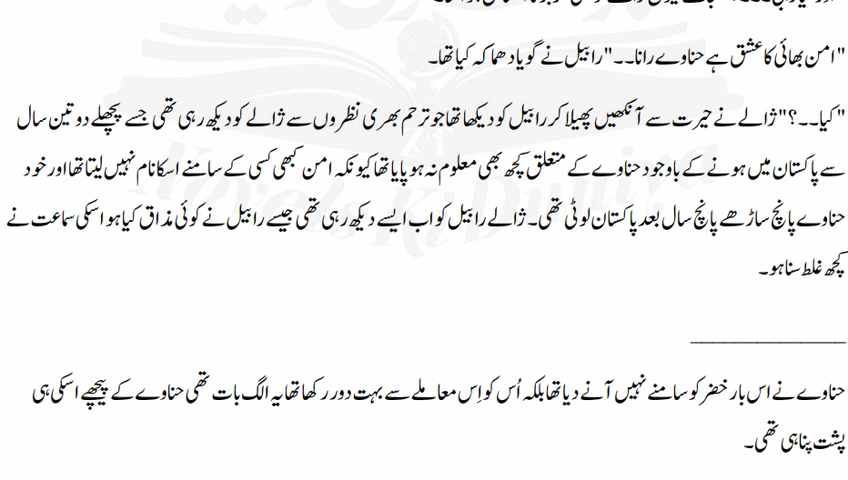 "امن بھائی کا عشق ہے حناوے رانا۔۔" رابیل نے گویا دھماکہ کیا تھا۔
"کیا۔۔؟" ژالے نے حیرت سے آنکھیں پھیلا کر رابیل کو دیکھا تھا جو ترحم بھری نظروں سے ژالے کو دیکھ رہی تھی جسے پچھلے دو تین سال
سے پاکستان میں ہونے کے باوجود حناوے کے متعلق کچھ بھی معلوم نہ ہو پایا تھا کیونکہ امن کبھی کسی کے سامنے اسکا نام نہیں لیتا تھا اور خود
حناوے پانچ ساڑھے پانچ سال بعد پاکستان لوٹی تھی۔ ژالے رابیل کو اب ایسے دیکھ رہی تھی جیسے رابیل نے کوئی مذاق کیا ہو اسکی سماعت نے
کچھ غلط سنا ہو۔
______________
حناوے نے اس بار خضر کو سامنے نہیں آنے دیا تھا بلکہ اُس کو اِس معاملے سے بہت دور رکھا تھا یہ الگ بات تھی حناوے کے پیچھے اسکی ہی
پشت پناہی تھی۔